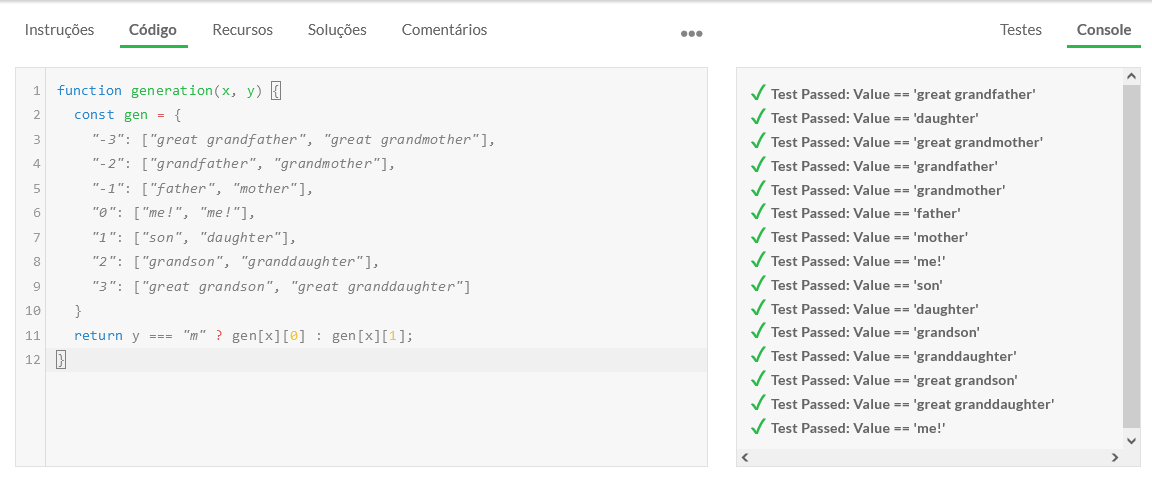 Instruções Código Recursos Soluções Comentários ••• Testes Console
1 function generation(x, y) {
2 const gen = {
3 "-3": ["great grandfather", "great grandmother"],
4 "-2": ["grandfather", "grandmother"],
5 "-1": ["father", "mother"],
6 "0": ["me!", "me!"],
7 "1": ["son", "daughter"],
8 "2": ["grandson", "granddaughter"],
9 "3": ["great grandson", "great granddaughter"]
10 }
11 return y === "m" ? gen[x][0] : gen[x][1];
12 }
✓ Test Passed: Value == 'great grandfather'
✓ Test Passed: Value == 'daughter'
✓ Test Passed: Value == 'great grandmother'
✓ Test Passed: Value == 'grandfather'
✓ Test Passed: Value == 'grandmother'
✓ Test Passed: Value == 'father'
✓ Test Passed: Value == 'mother'
✓ Test Passed: Value == 'me!'
✓ Test Passed: Value == 'son'
✓ Test Passed: Value == 'daughter'
✓ Test Passed: Value == 'grandson'
✓ Test Passed: Value == 'granddaughter'
✓ Test Passed: Value == 'great grandson'
✓ Test Passed: Value == 'great granddaughter'
✓ Test Passed: Value == 'me!'